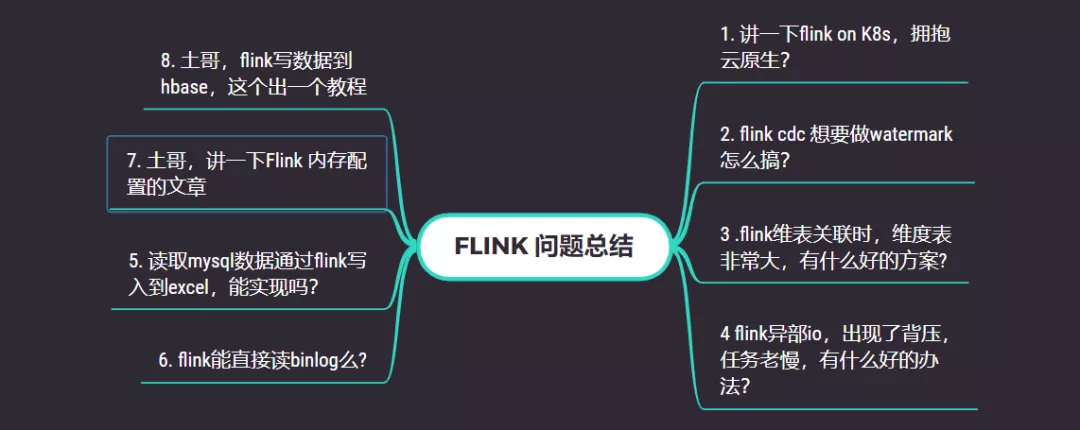 FLINK 问题总结
1. 讲一下flink on K8s，拥抱
云原生？
2. flink cdc 想要做watermark
怎么搞？
3 .flink维表关联时，维度表
非常大，有什么好的方案?
4 flink异部io，出现了背压，
任务老慢，有什么好的办
法？
8. 土哥，flink写数据到
hbase，这个出一个教程
7. 土哥，讲一下Flink 内存配
置的文章
5. 读取mysql数据通过flink写
入到excel，能实现吗？
6. flink能直接读binlog么?